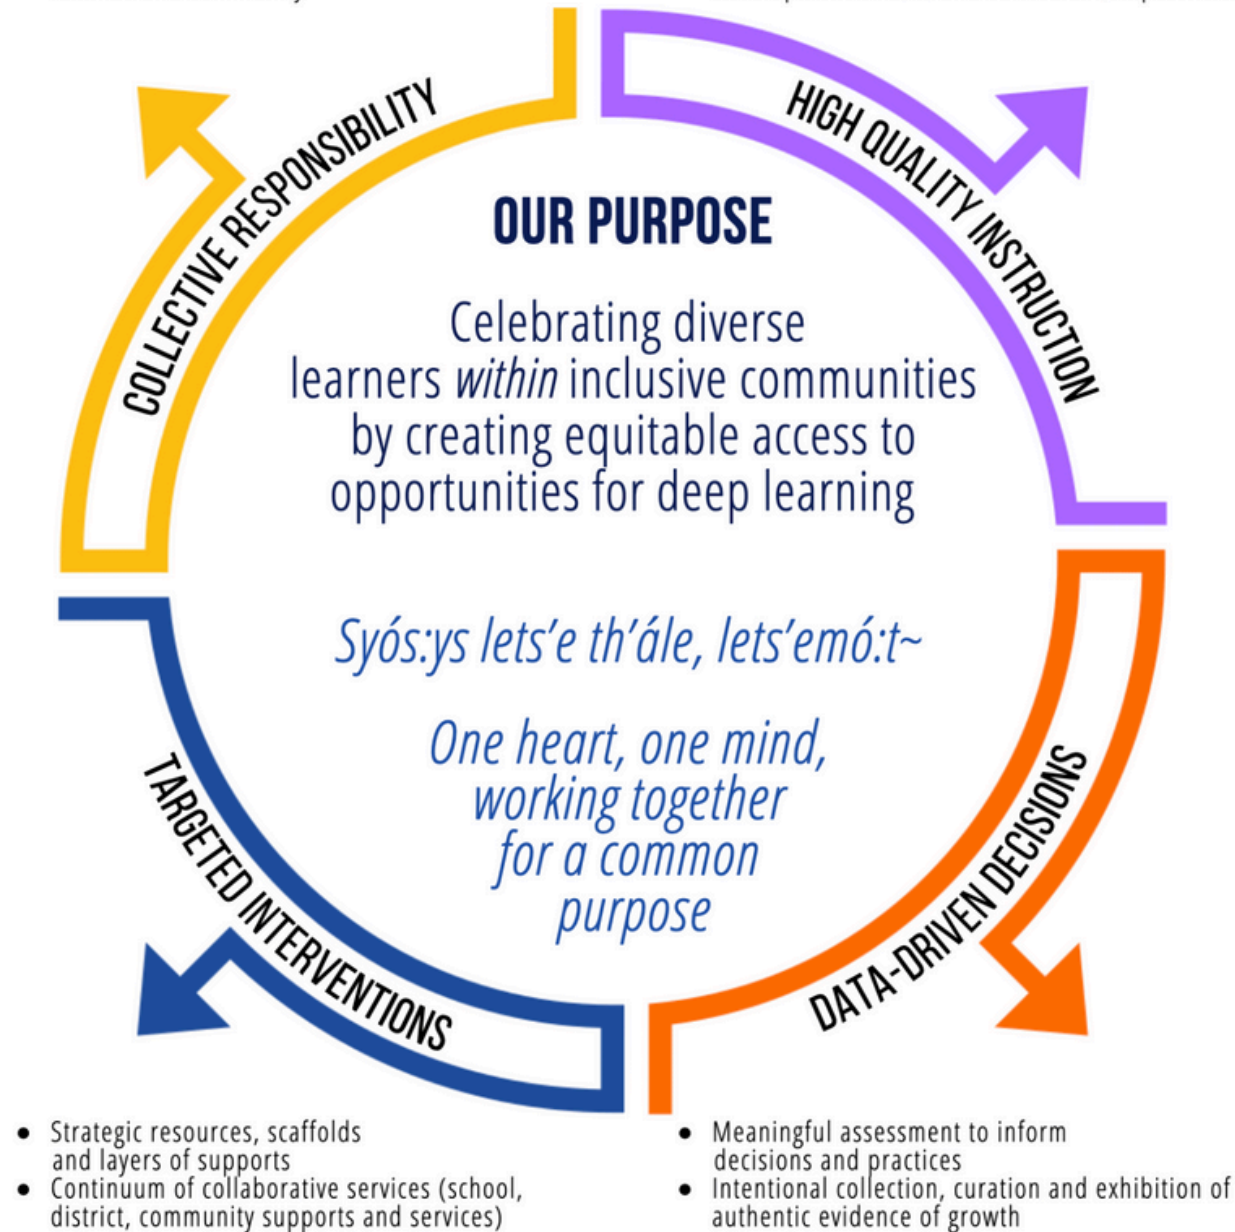 COLLECTIVE RESPONSIBILITY
HIGH QUALITY INSTRUCTION
OUR PURPOSE
Celebrating diverse
learners within inclusive communities
by creating equitable access to
opportunities for deep learning
Syós:ys lets’e th’ále, lets’emó:t~
One heart, one mind,
working together
for a common
purpose
TARGETED INTERVENTIONS
DATA-DRIVEN DECISIONS
• Strategic resources, scaffolds
and layers of supports
• Continuum of collaborative services (school,
district, community supports and services)
• Meaningful assessment to inform
decisions and practices
• Intentional collection, curation and exhibition of
authentic evidence of growth